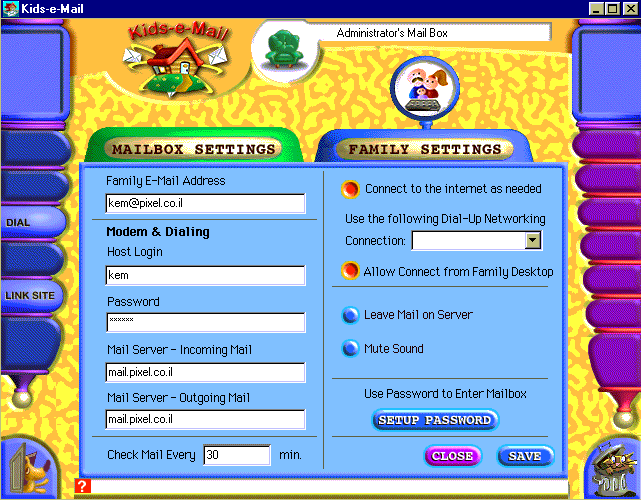 Kids-e-Mail
Kids-e-Mail
Administrator's Mail Box
MAILBOX SETTINGS
FAMILY SETTINGS
Family E-Mail Address
kem@pixel.co.il
Modem & Dialing
Host Login
kem
Password
******
Mail Server - Incoming Mail
mail.pixel.co.il
Mail Server - Outgoing Mail
mail.pixel.co.il
Check Mail Every 30 min.
Connect to the internet as needed
Use the following Dial-Up Networking
Connection:
Allow Connect from Family Desktop
Leave Mail on Server
Mute Sound
Use Password to Enter Mailbox
SETUP PASSWORD
CLOSE SAVE
DIAL
LINK SITE
?